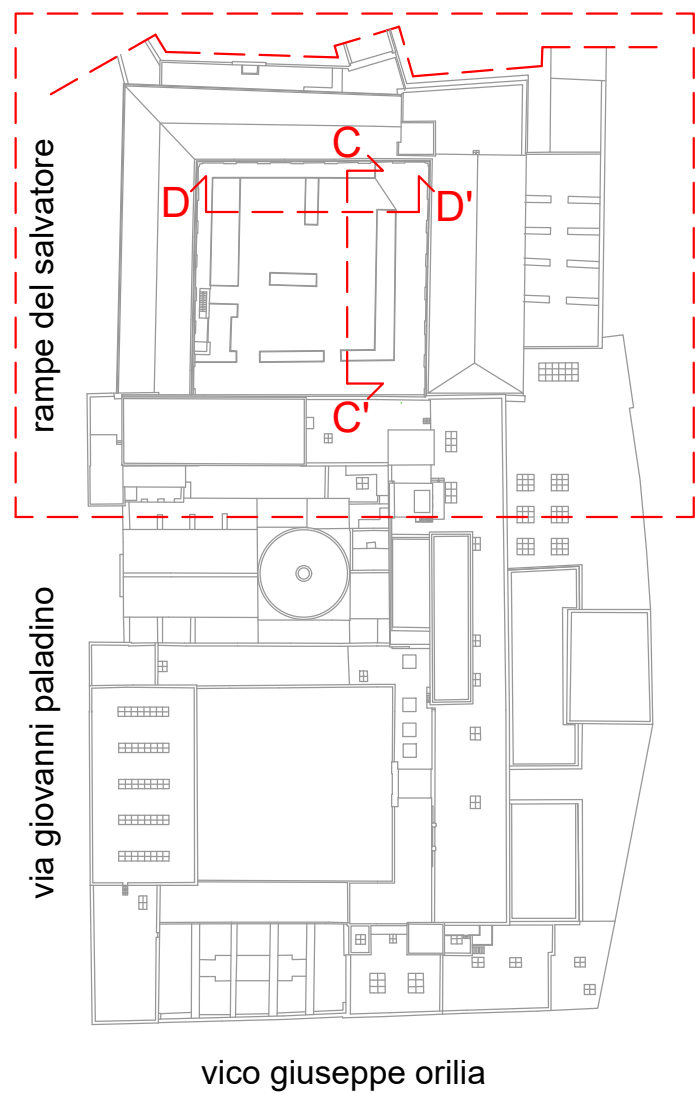 rampe del salvatore
C
D
D'
C'
via giovanni paladino
vico giuseppe orilia